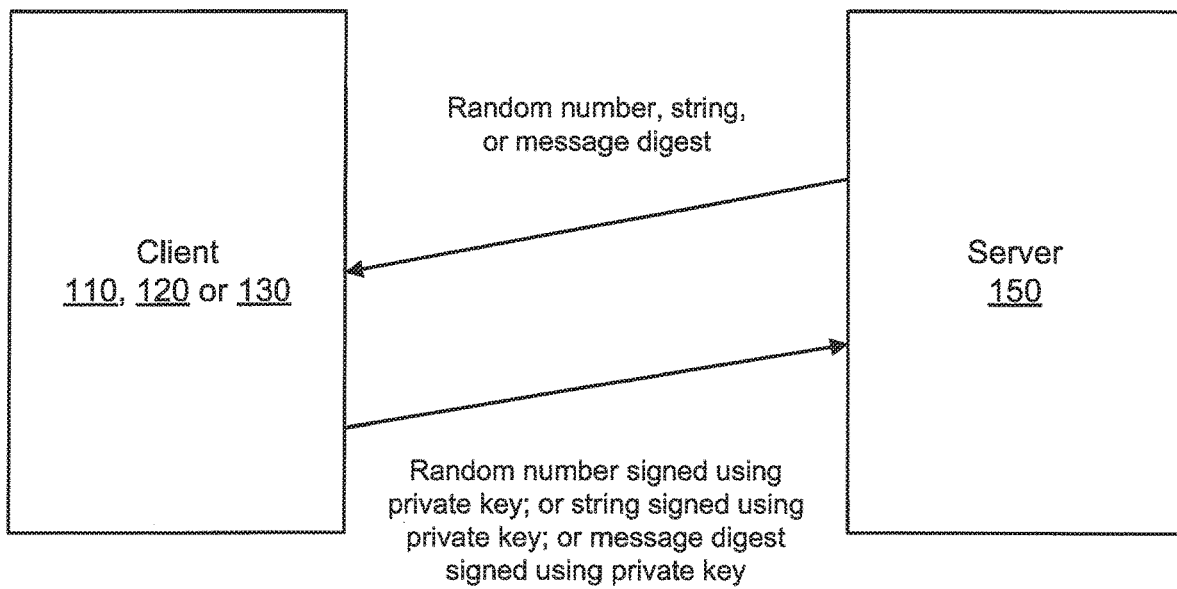 Random number, string,
or message digest
Client
110, 120 or 130
Server
150
Random number signed using
private key; or string signed using
private key; or message digest
signed using private key